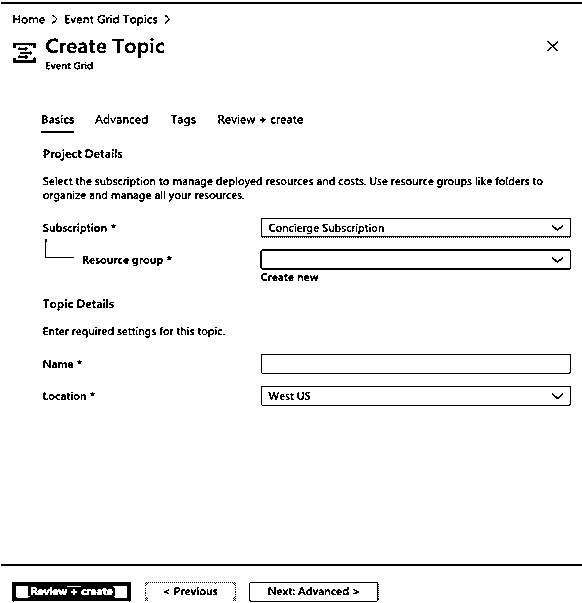 Home > Event Grid Topics >
Create Topic
Event Grid
Basics Advanced Tags Review + create
Project Details
Select the subscription to manage deployed resources and costs. Use resource groups like folders to
organize and manage all your resources.
Subscription * Concierge Subscription
Resource group *
Create new
Topic Details
Enter required settings for this topic.
Name *
Location * West US
Review + create < Previous Next: Advanced >